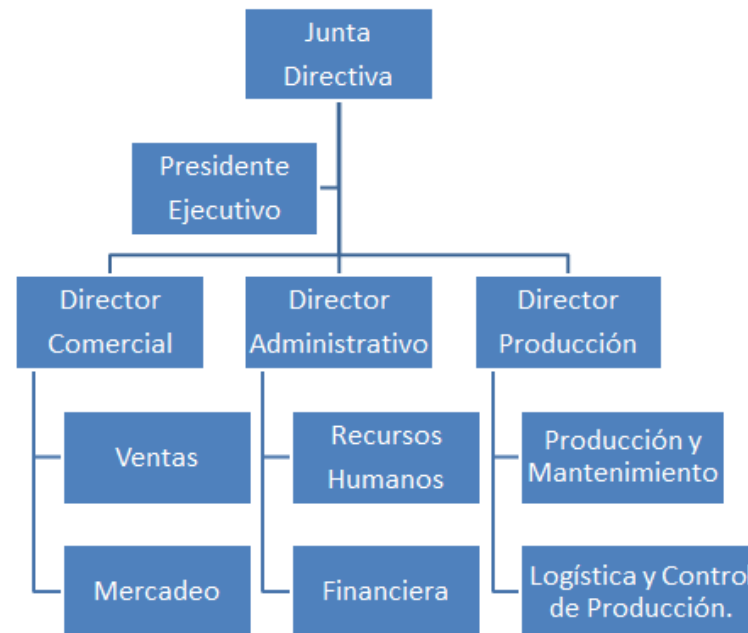 Junta
Directiva
Presidente
Ejecutivo
Director
Comercial
Director
Administrativo
Director
Producción
Ventas
Recursos
Humanos
Producción y
Mantenimiento
Mercadeo
Financiera
Logística y Control
de Producción.